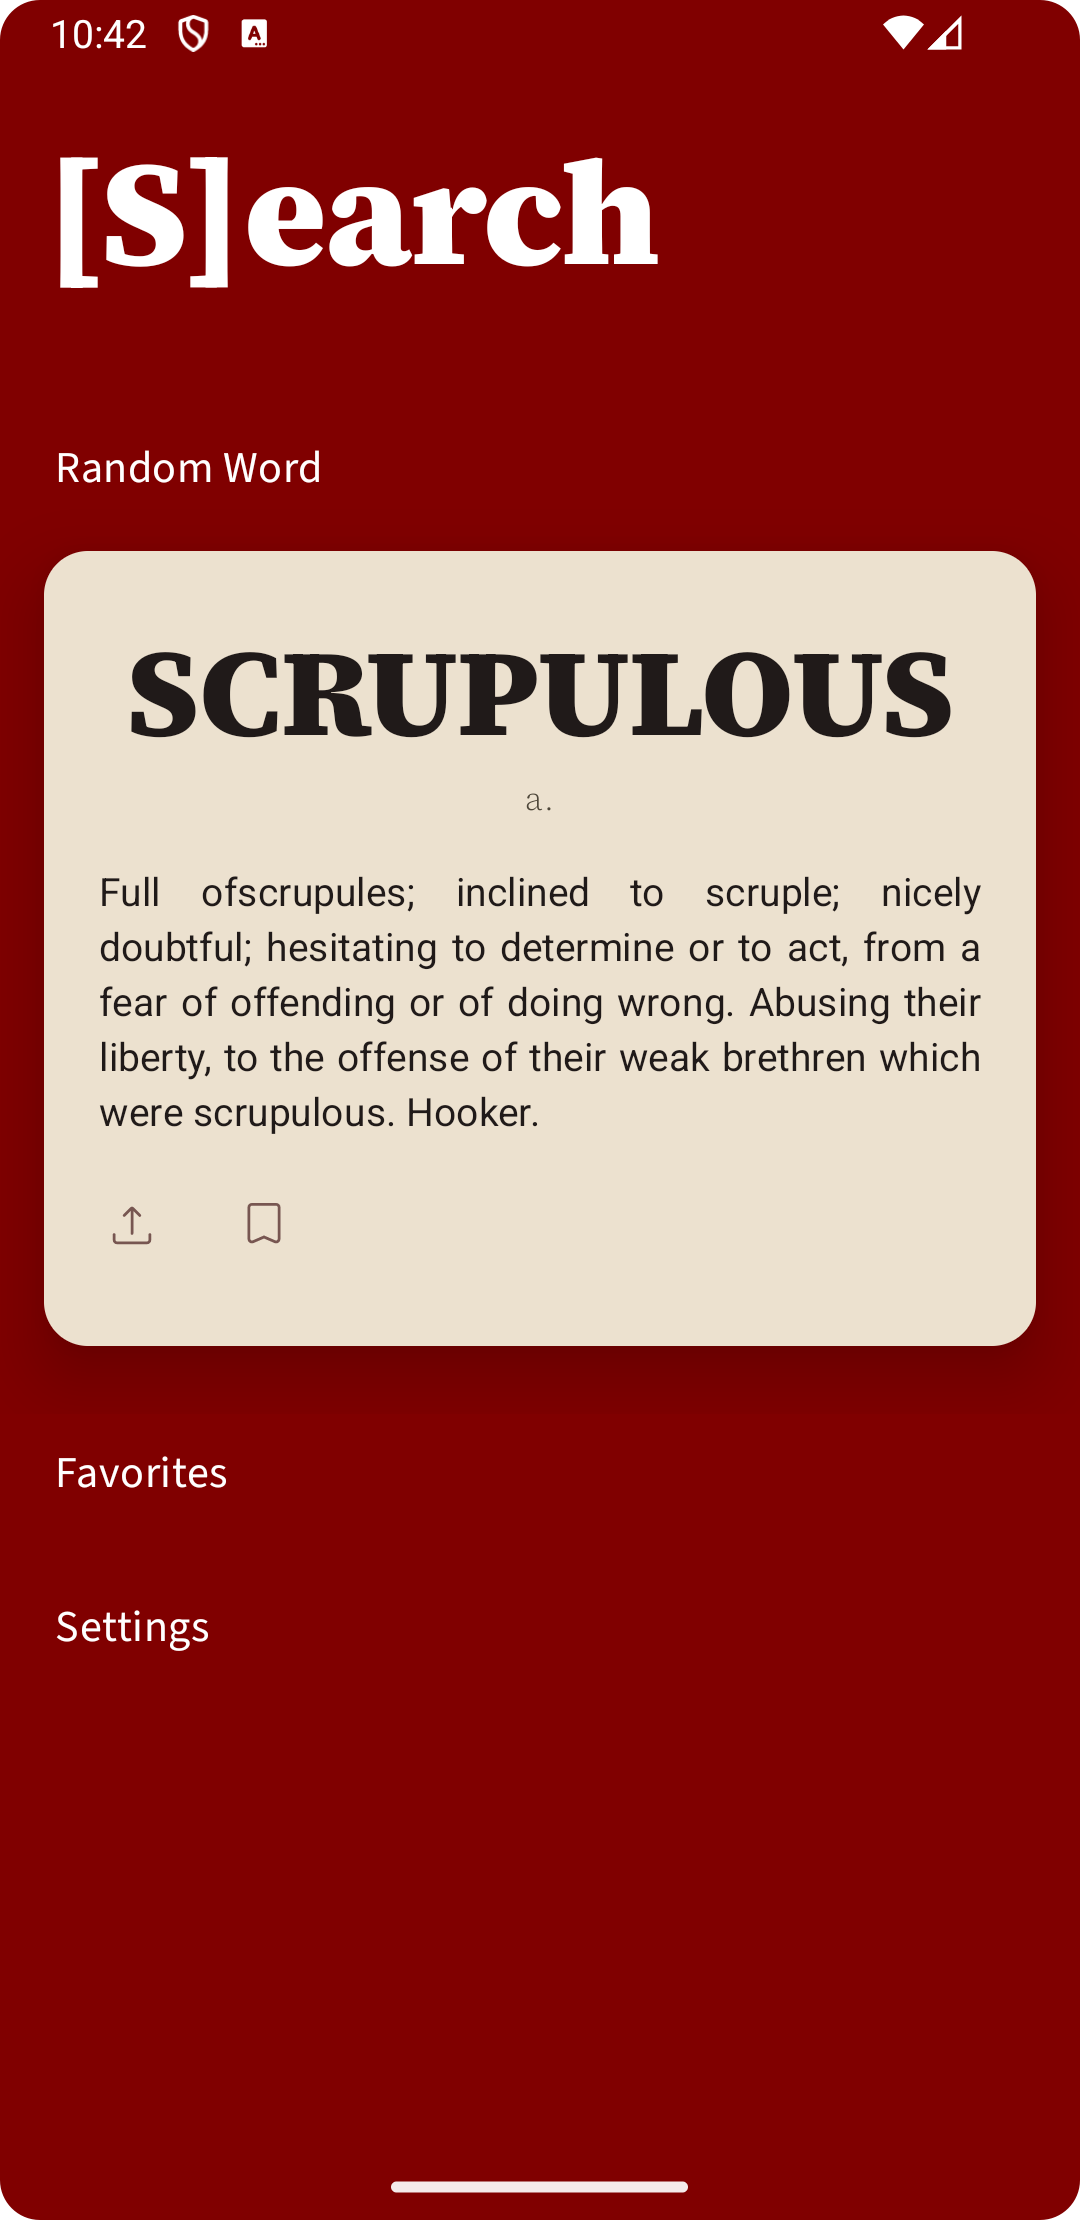 10:42
[S]earch
Random Word
SCRUPULOUS
a.
Full ofscrupules; inclined to scruple; nicely
doubtful; hesitating to determine or to act, from a
fear of offending or of doing wrong. Abusing their
liberty, to the offense of their weak brethren which
were scrupulous. Hooker.
Favorites
Settings